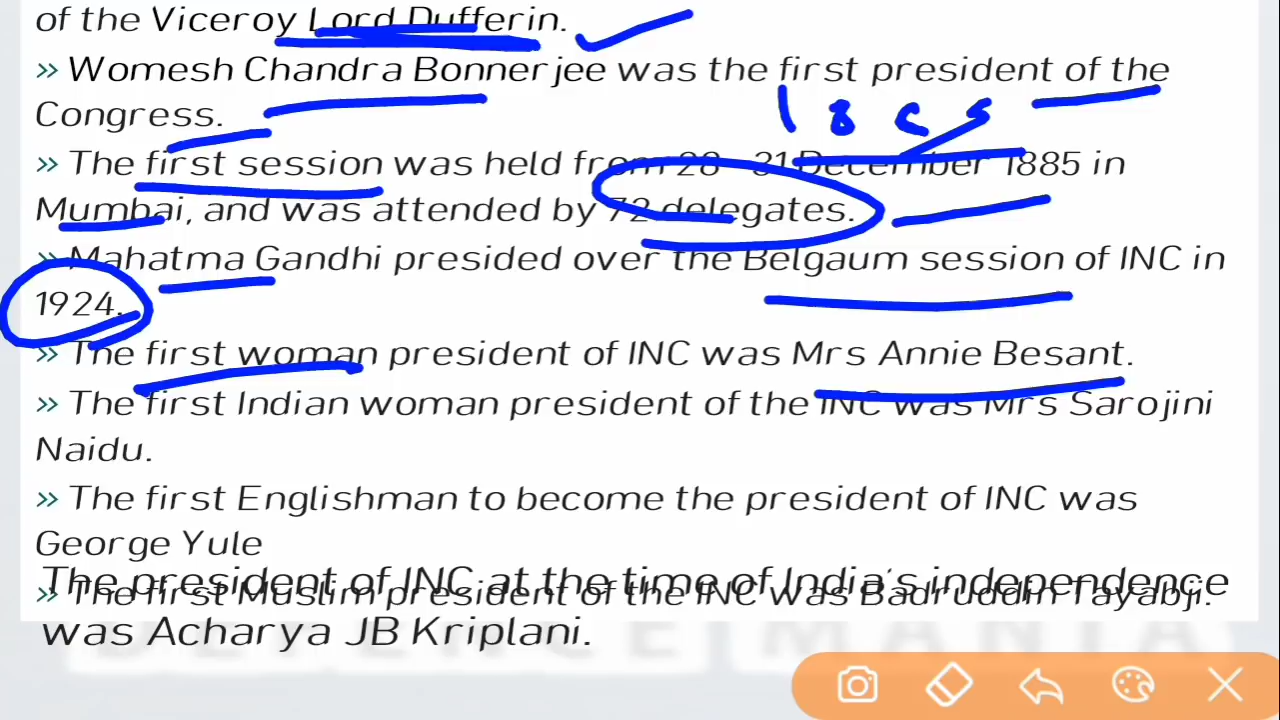 of the Viceroy Lord Dufferin.
» Womesh Chandra Bonnerjee was the first president of the
Congress.
1885
» The first session was held from 28 - 31 December 1885 in
Mumbai, and was attended by 72 delegates.
» Mahatma Gandhi presided over the Belgaum session of INC in
1924.
» The first woman president of INC was Mrs Annie Besant.
» The first Indian woman president of the INC was Mrs Sarojini
Naidu.
» The first Englishman to become the president of INC was
George Yule
The president of INC at the time of India's independence
» The first Muslim president of the INC was Badruddin Tayabji.
was Acharya JB Kriplani.
DEFENCE MANIA